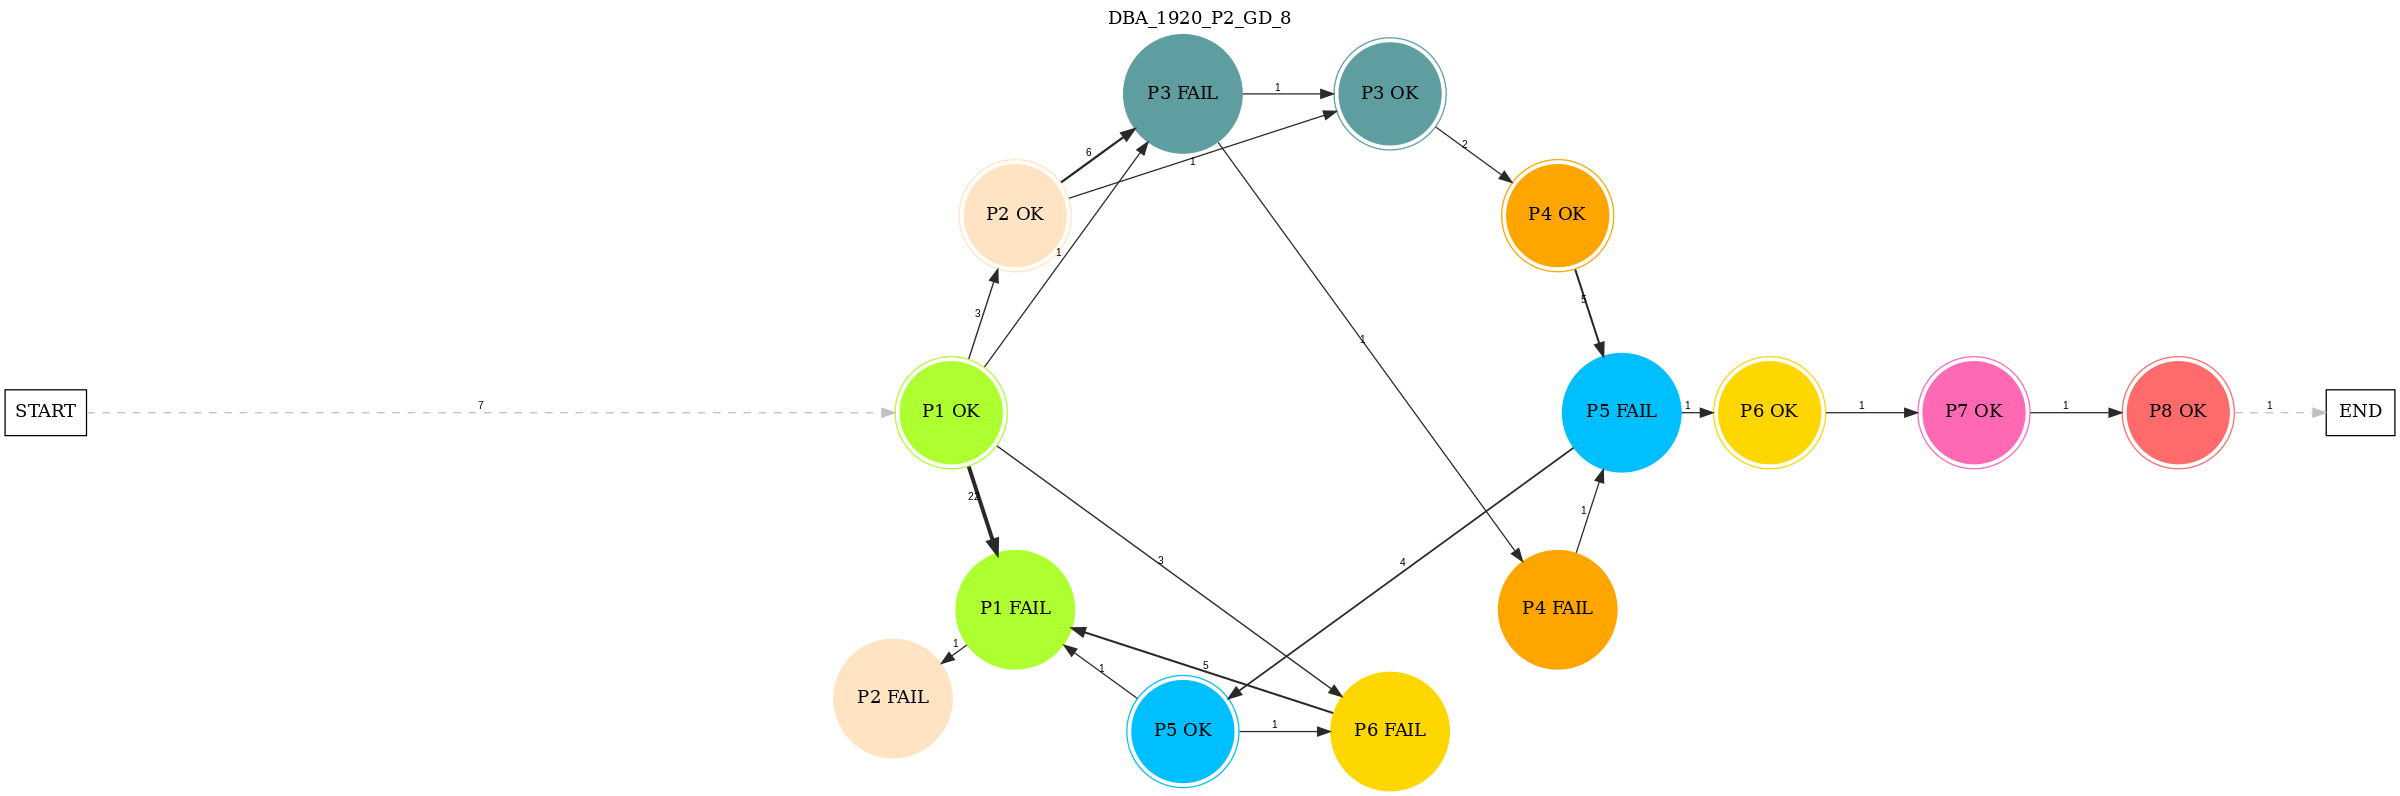 DBA_1920_P2_GD_8
P3 FAIL
1
P3 OK
6
1
2
P2 OK
P4 OK
1
3
5
1
START
7
P1 OK
P5 FAIL
1
P6 OK
1
P7 OK
1
P8 OK
1
END
22
3
4
1
P1 FAIL
P4 FAIL
1
1
5
P2 FAIL
P5 OK
1
P6 FAIL